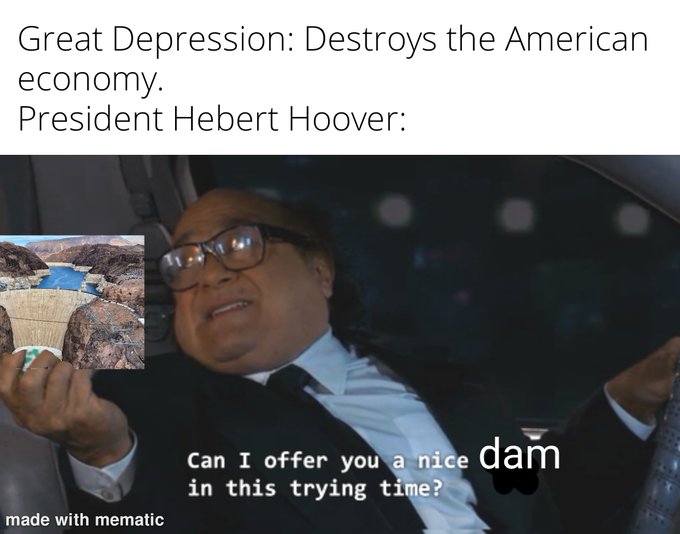 Great Depression: Destroys the American
economy.
President Hebert Hoover:
Can I offer you a nice dam
in this trying time?
made with mematic